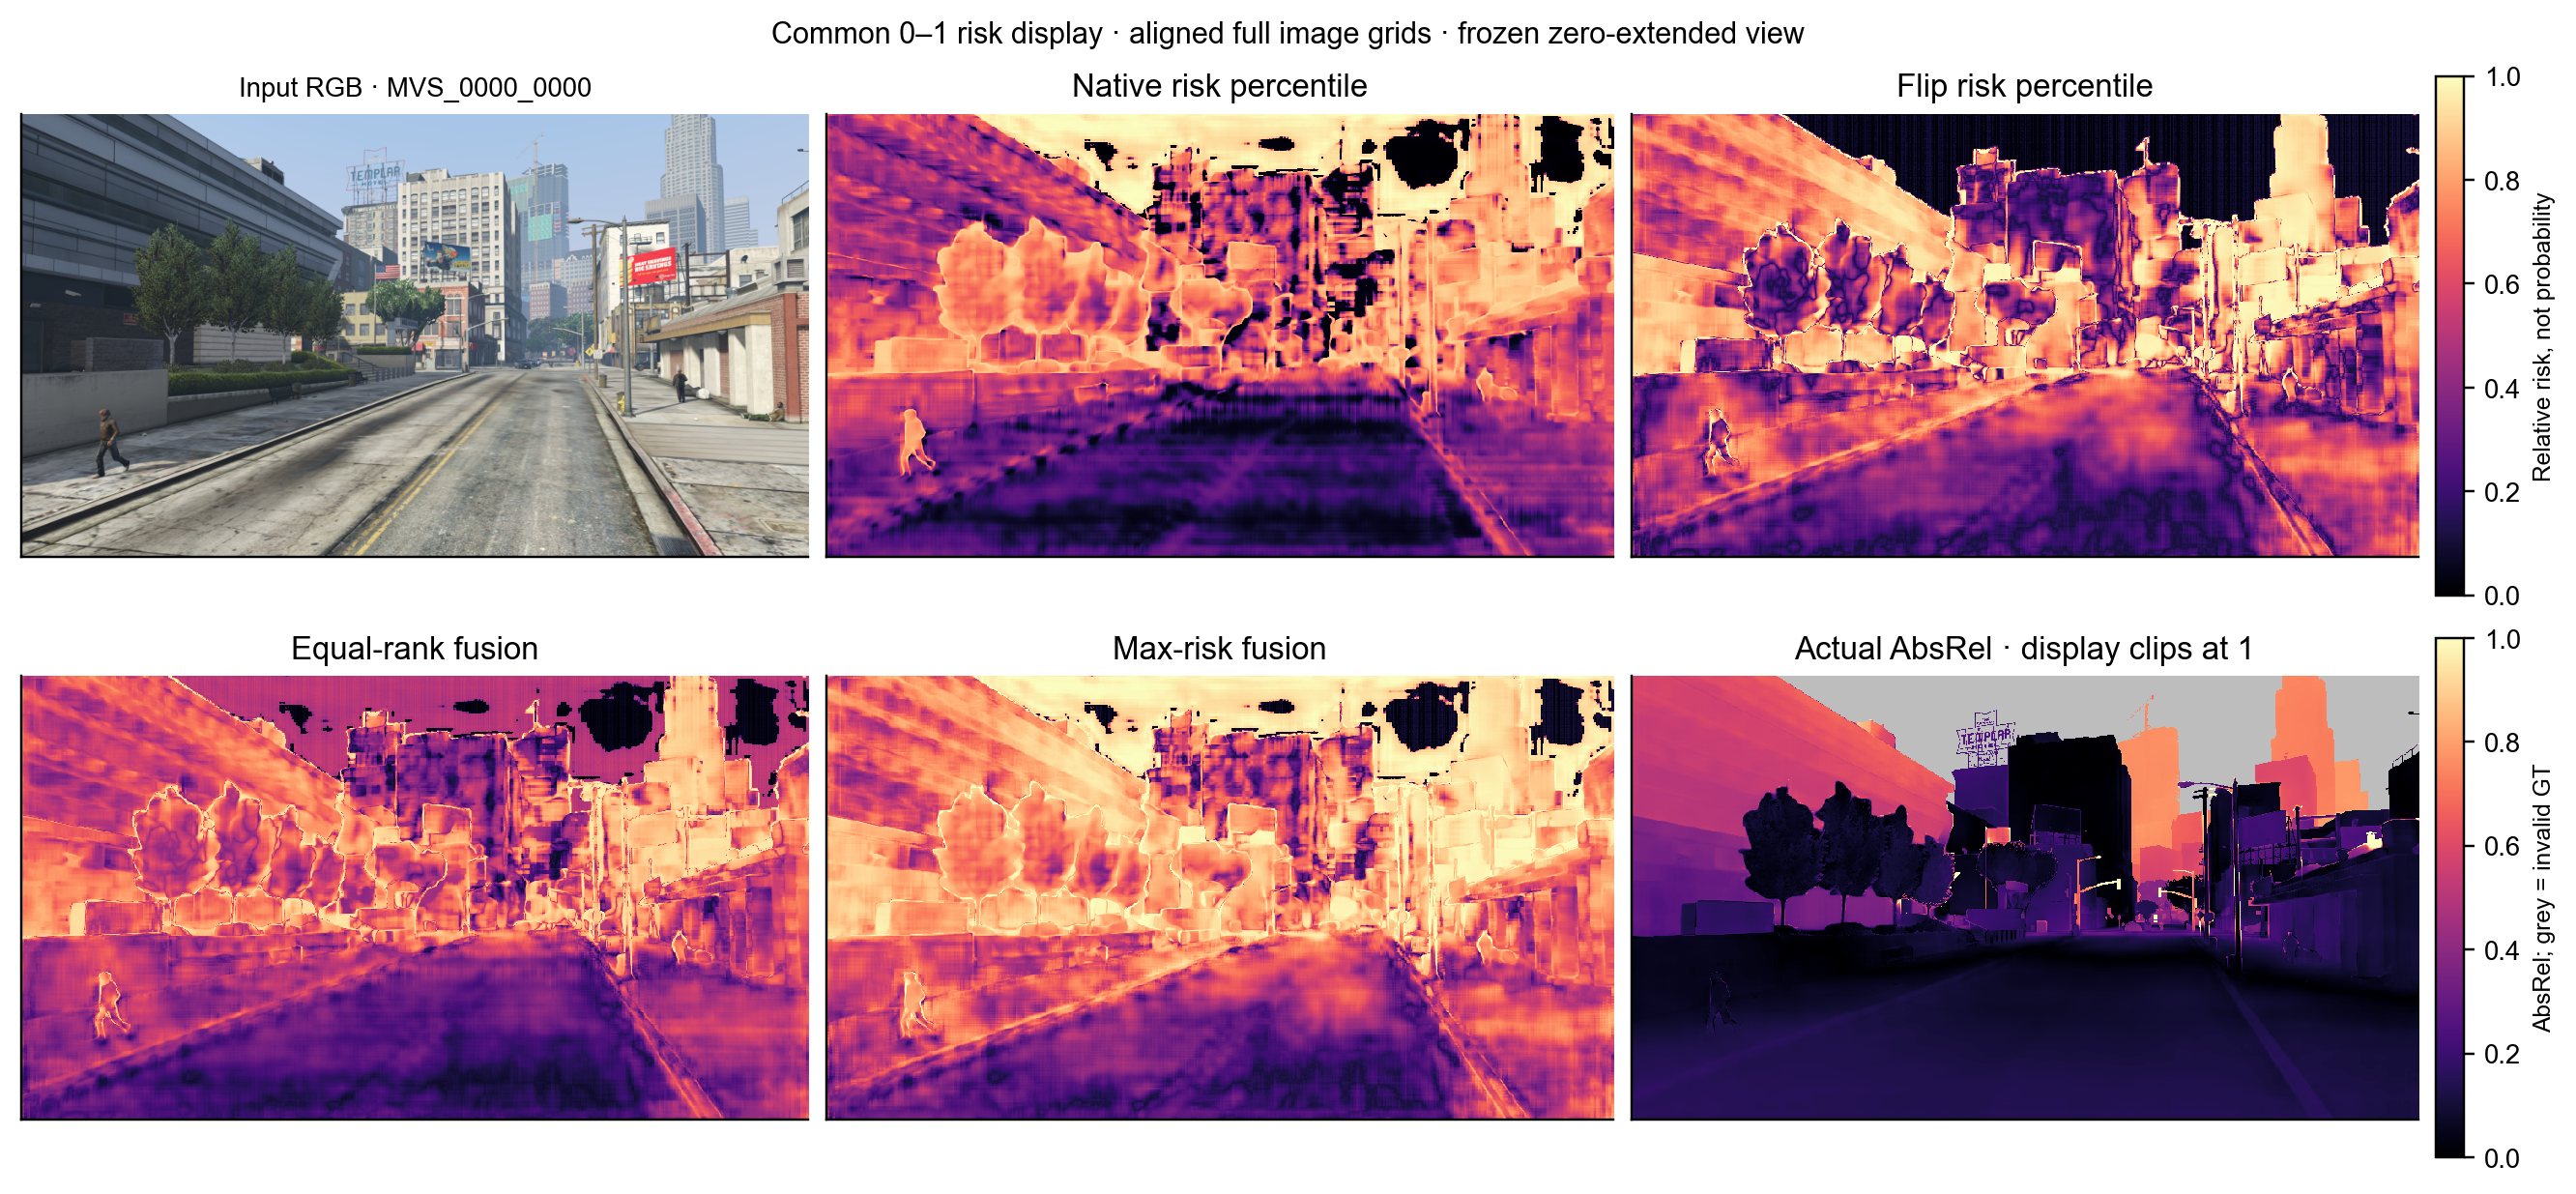 Common 0–1 risk display · aligned full image grids · frozen zero-extended view
Input RGB · MVS_0000_0000
Native risk percentile
Flip risk percentile
TEMPLAR
HOTEL
1.0
0.8
0.6
0.4
0.2
0.0
Relative risk, not probability
Equal-rank fusion
Max-risk fusion
Actual AbsRel · display clips at 1
TEMPLAR
1.0
0.8
0.6
0.4
0.2
0.0
AbsRel; grey = invalid GT